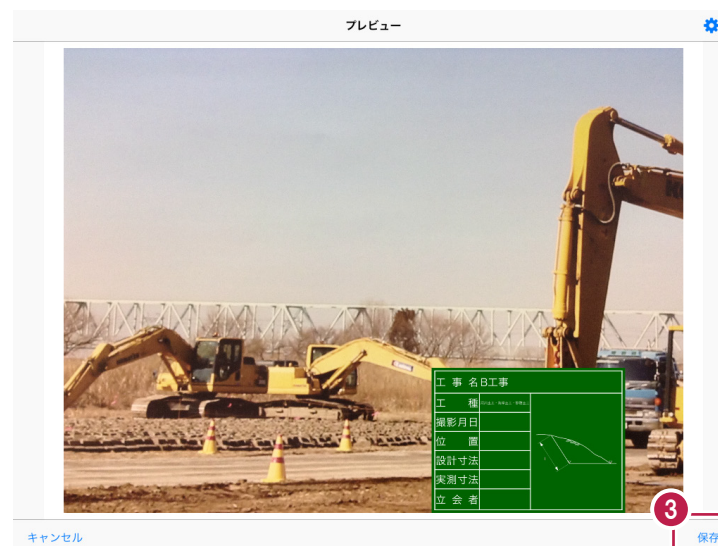 プレビュー
工 事 名 B工事
工 種
撮影月日
位 置
設計寸法
実測寸法
立 会 者
3
キャンセル
保存